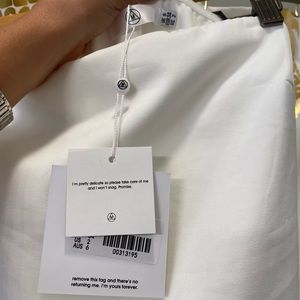 I'm pretty delicate so please take care of me
and I won't snag. Promise.
US 2
AUS 6
00313195
remove this tag and there's no
returning me. I'm yours forever.